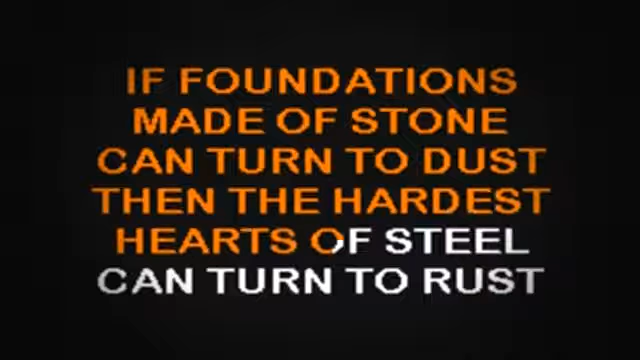 IF FOUNDATIONS
MADE OF STONE
CAN TURN TO DUST
THEN THE HARDEST
HEARTS OF STEEL
CAN TURN TO RUST